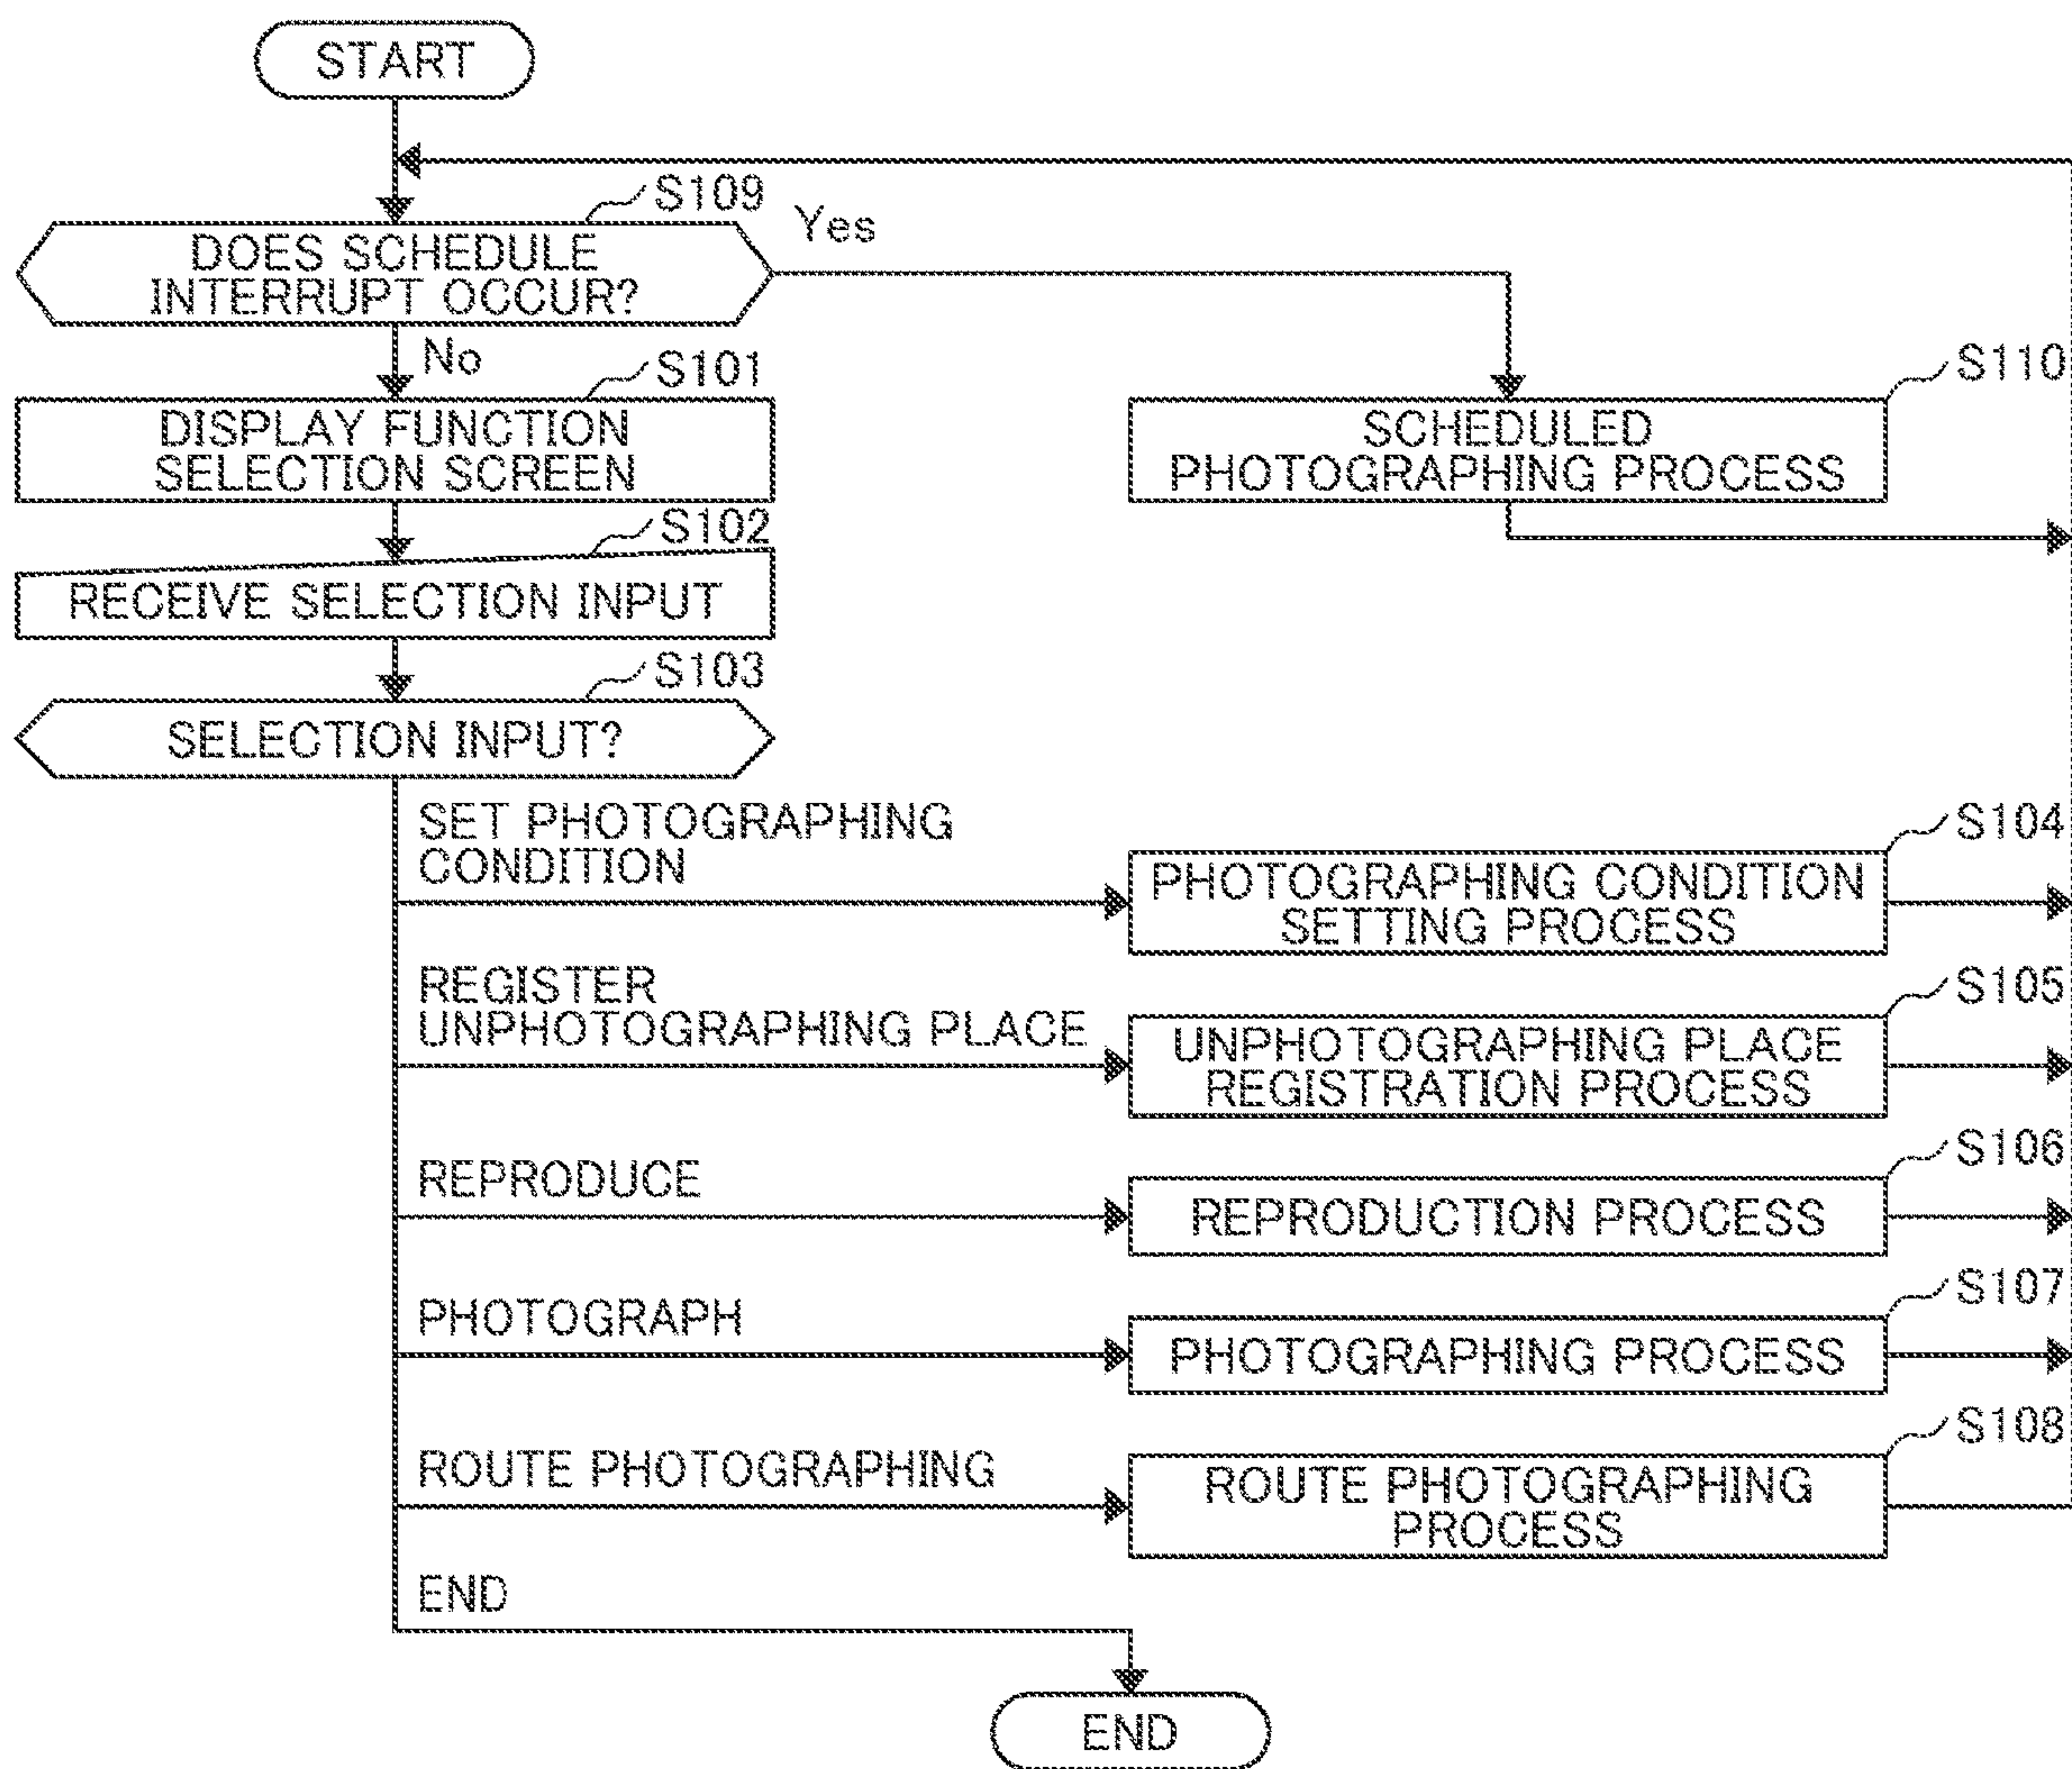 START
S109
DOES SCHEDULE
INTERRUPT OCCUR?
Yes
No
S101
DISPLAY FUNCTION
SELECTION SCREEN
S110
SCHEDULED
PHOTOGRAPHING PROCESS
S102
RECEIVE SELECTION INPUT
S103
SELECTION INPUT?
SET PHOTOGRAPHING
CONDITION
S104
PHOTOGRAPHING CONDITION
SETTING PROCESS
REGISTER
UNPHOTOGRAPHING PLACE
S105
UNPHOTOGRAPHING PLACE
REGISTRATION PROCESS
REPRODUCE
S106
REPRODUCTION PROCESS
PHOTOGRAPH
S107
PHOTOGRAPHING PROCESS
ROUTE PHOTOGRAPHING
S108
ROUTE PHOTOGRAPHING
PROCESS
END
END